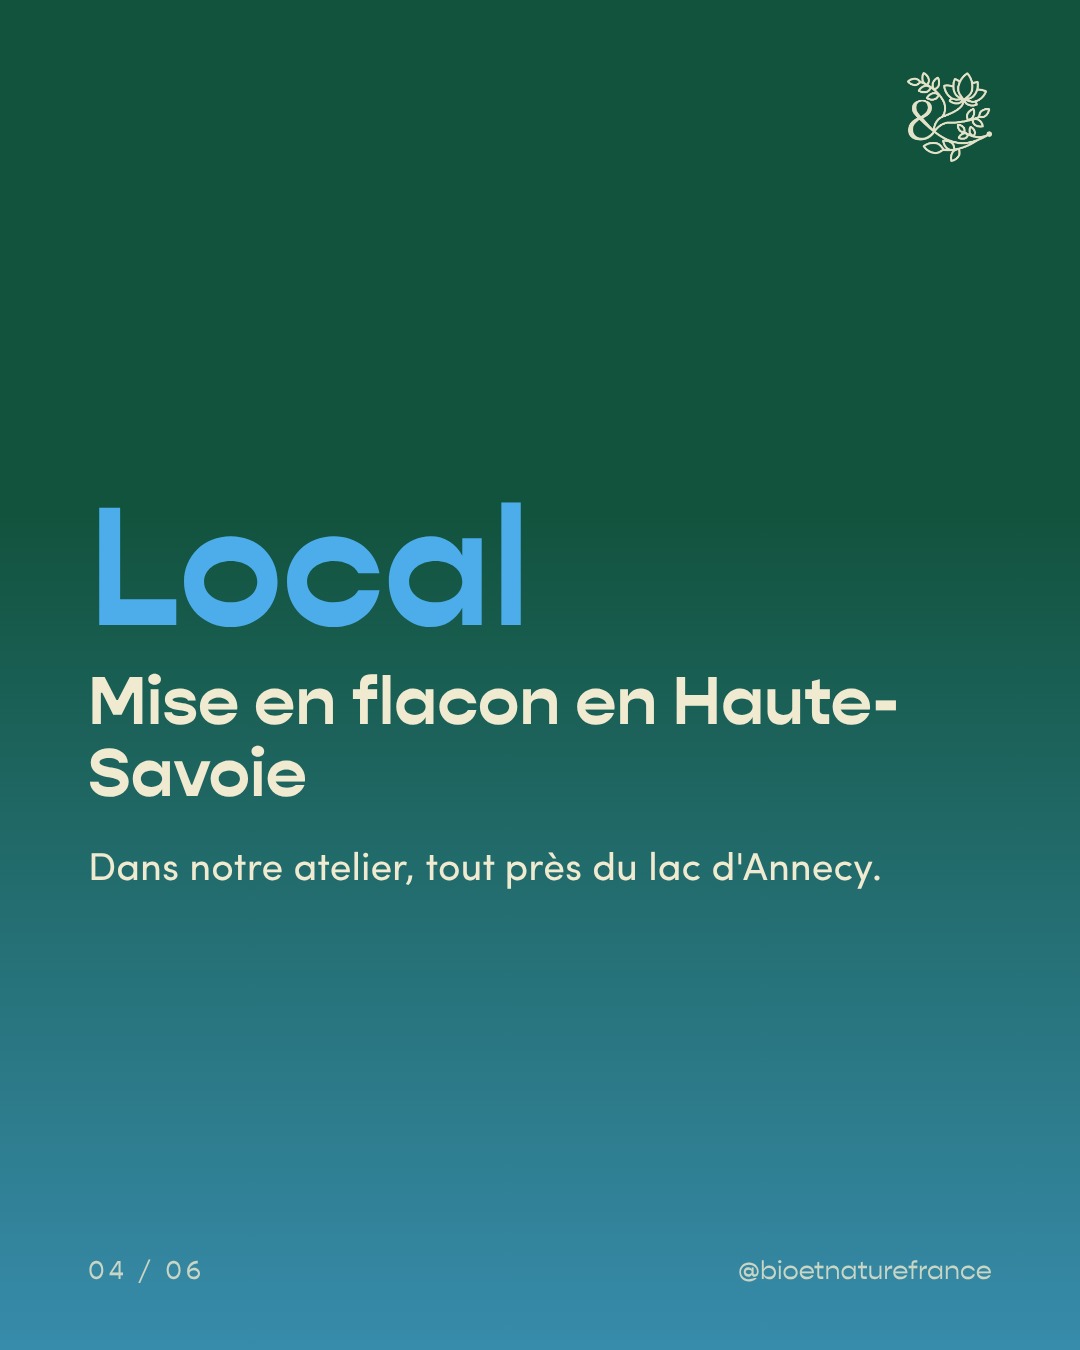 &
Local
Mise en flacon en Haute-
Savoie
Dans notre atelier, tout près du lac d'Annecy.
04 / 06
@bioetnaturefrance